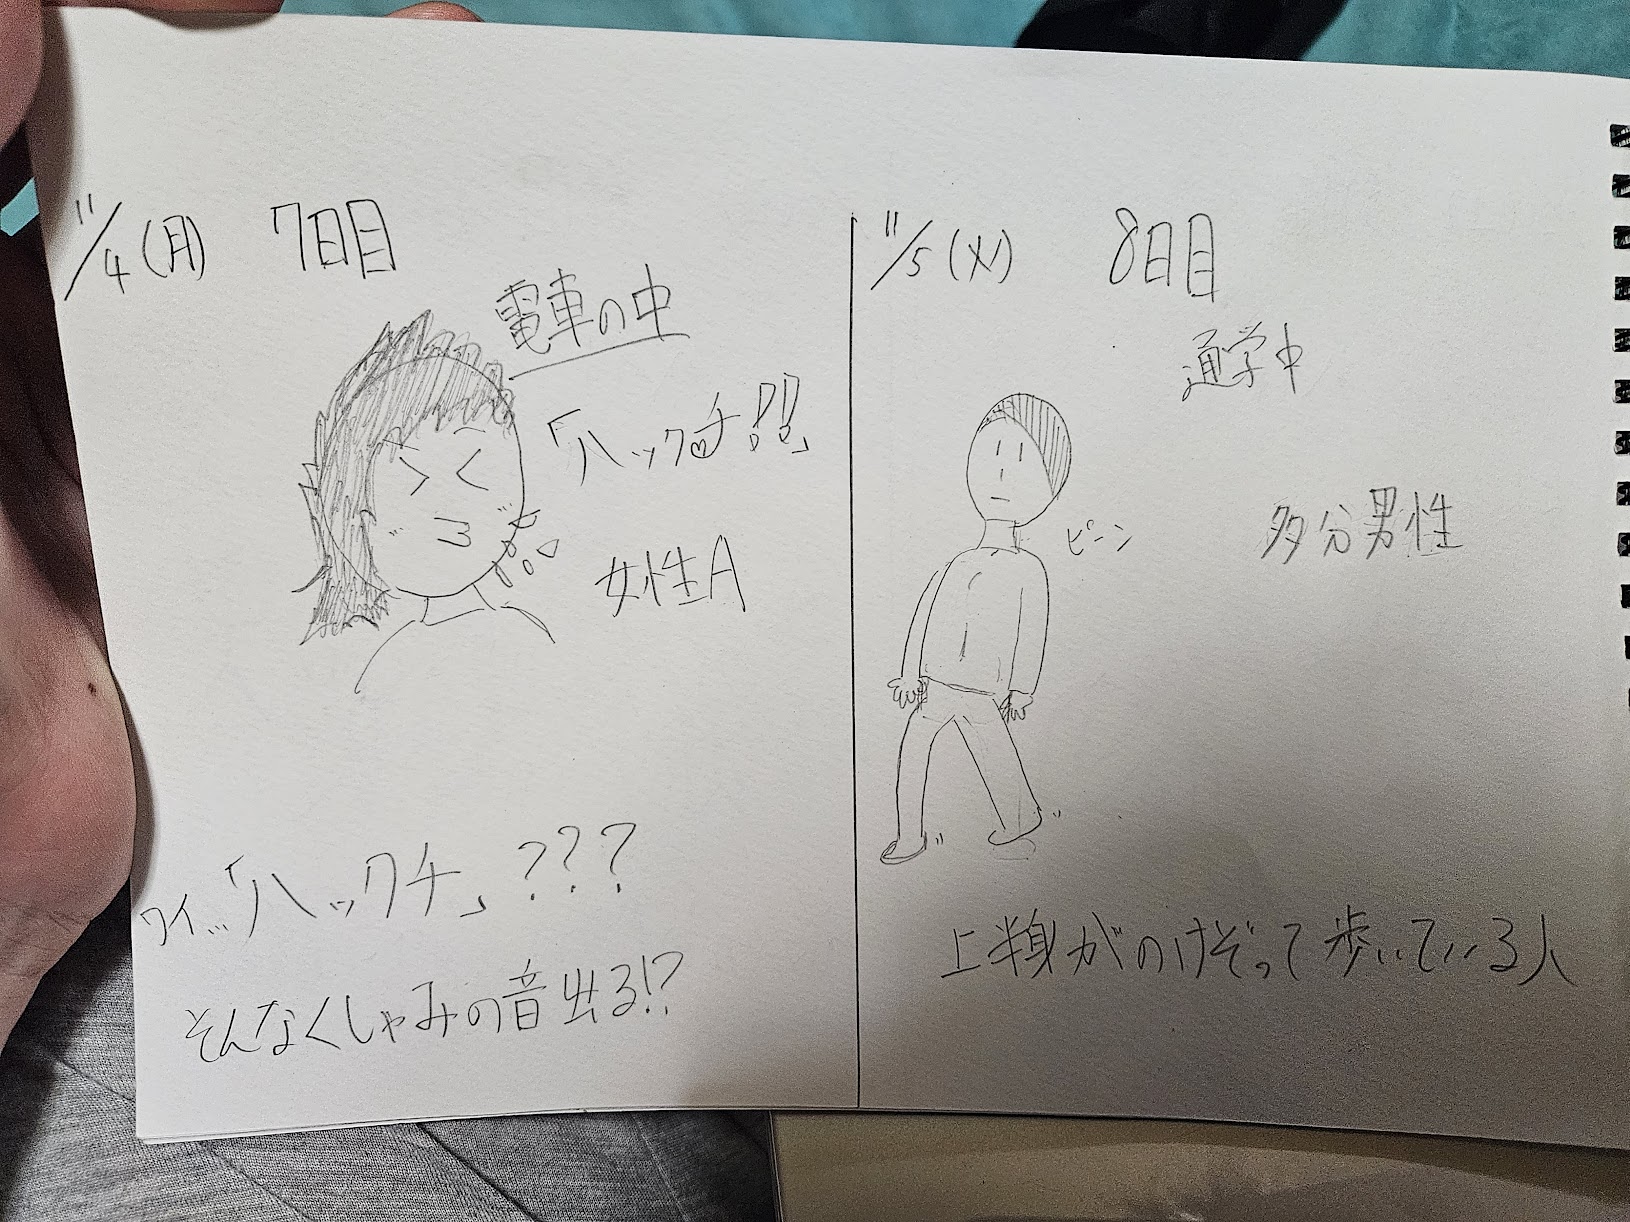 11/4(月) 7日目
電車の中
「ハックチ!!」
女性A
ワイ…「ハックチ」???
そんなくしゃみの音出る!?
11/5(火) 8日目
通学中
ピーン
多分男性
上半身がのけぞって歩いている人